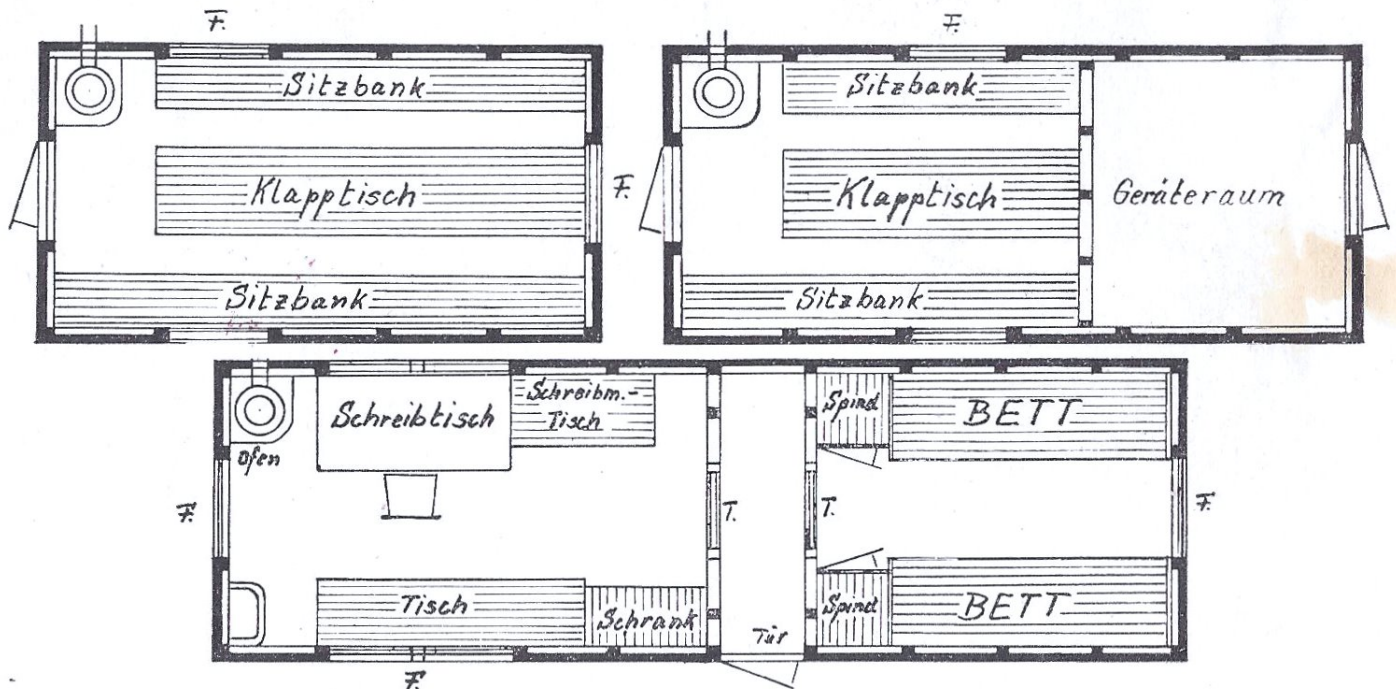 F.
Sitzbank
Klapptisch
F.
Sitzbank
F.
Sitzbank
Klapptisch
Geräteraum
Sitzbank
Ofen
Schreibtisch
Schreibm.-
Tisch
F.
T.
Tisch
Schrank
F.
Tür
Spind
BETT
T.
F.
Spind
BETT